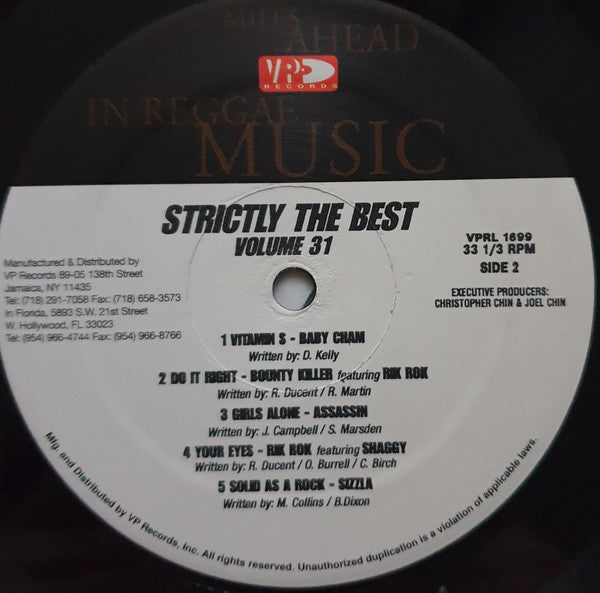 MILES
AHEAD
VP
RECORDS
IN REGGAE
MUSIC
STRICTLY THE BEST
VOLUME 31
VPRL 1699
33 1/3 RPM
SIDE 2
EXECUTIVE PRODUCERS:
CHRISTOPHER CHIN & JOEL CHIN
Manufactured & Distributed by
VP Records 89-05 138th Street
Jamaica, NY 11435
Tel: (718) 291-7058 Fax: (718) 658-3573
In Florida, 5893 S.W. 21st Street
W. Hollywood, FL 33023
Tel: (954) 966-4744 Fax: (954) 966-8766
1 VITAMIN S - BABY CHAM
Written by: D. Kelly
2 DO IT RIGHT - BOUNTY KILLER featuring RIK ROK
Written by: R. Ducent / R. Martin
3 GIRLS ALONE - ASSASSIN
Written by: J. Campbell / S. Marsden
4 YOUR EYES - RIK ROK featuring SHAGGY
Written by: R. Ducent / O. Burrell / C. Birch
5 SOLID AS A ROCK - SIZZLA
Written by: M. Collins / B.Dixon
Mfg. and Distributed by VP Records, Inc. All rights reserved. Unauthorized duplication is a violation of applicable laws.